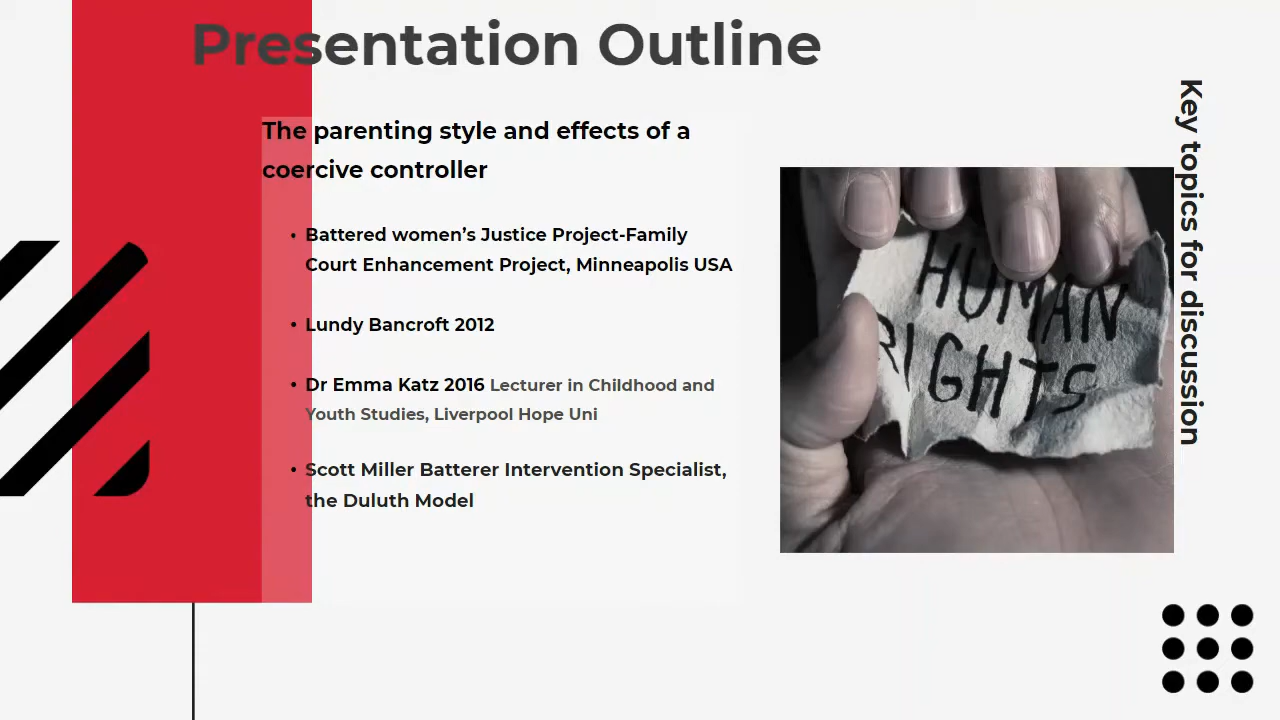 Presentation Outline
The parenting style and effects of a
coercive controller
• Battered women’s Justice Project-Family
Court Enhancement Project, Minneapolis USA
• Lundy Bancroft 2012
• Dr Emma Katz 2016 Lecturer in Childhood and
Youth Studies, Liverpool Hope Uni
• Scott Miller Batterer Intervention Specialist,
the Duluth Model
HUMAN
RIGHTS
Key topics for discussion